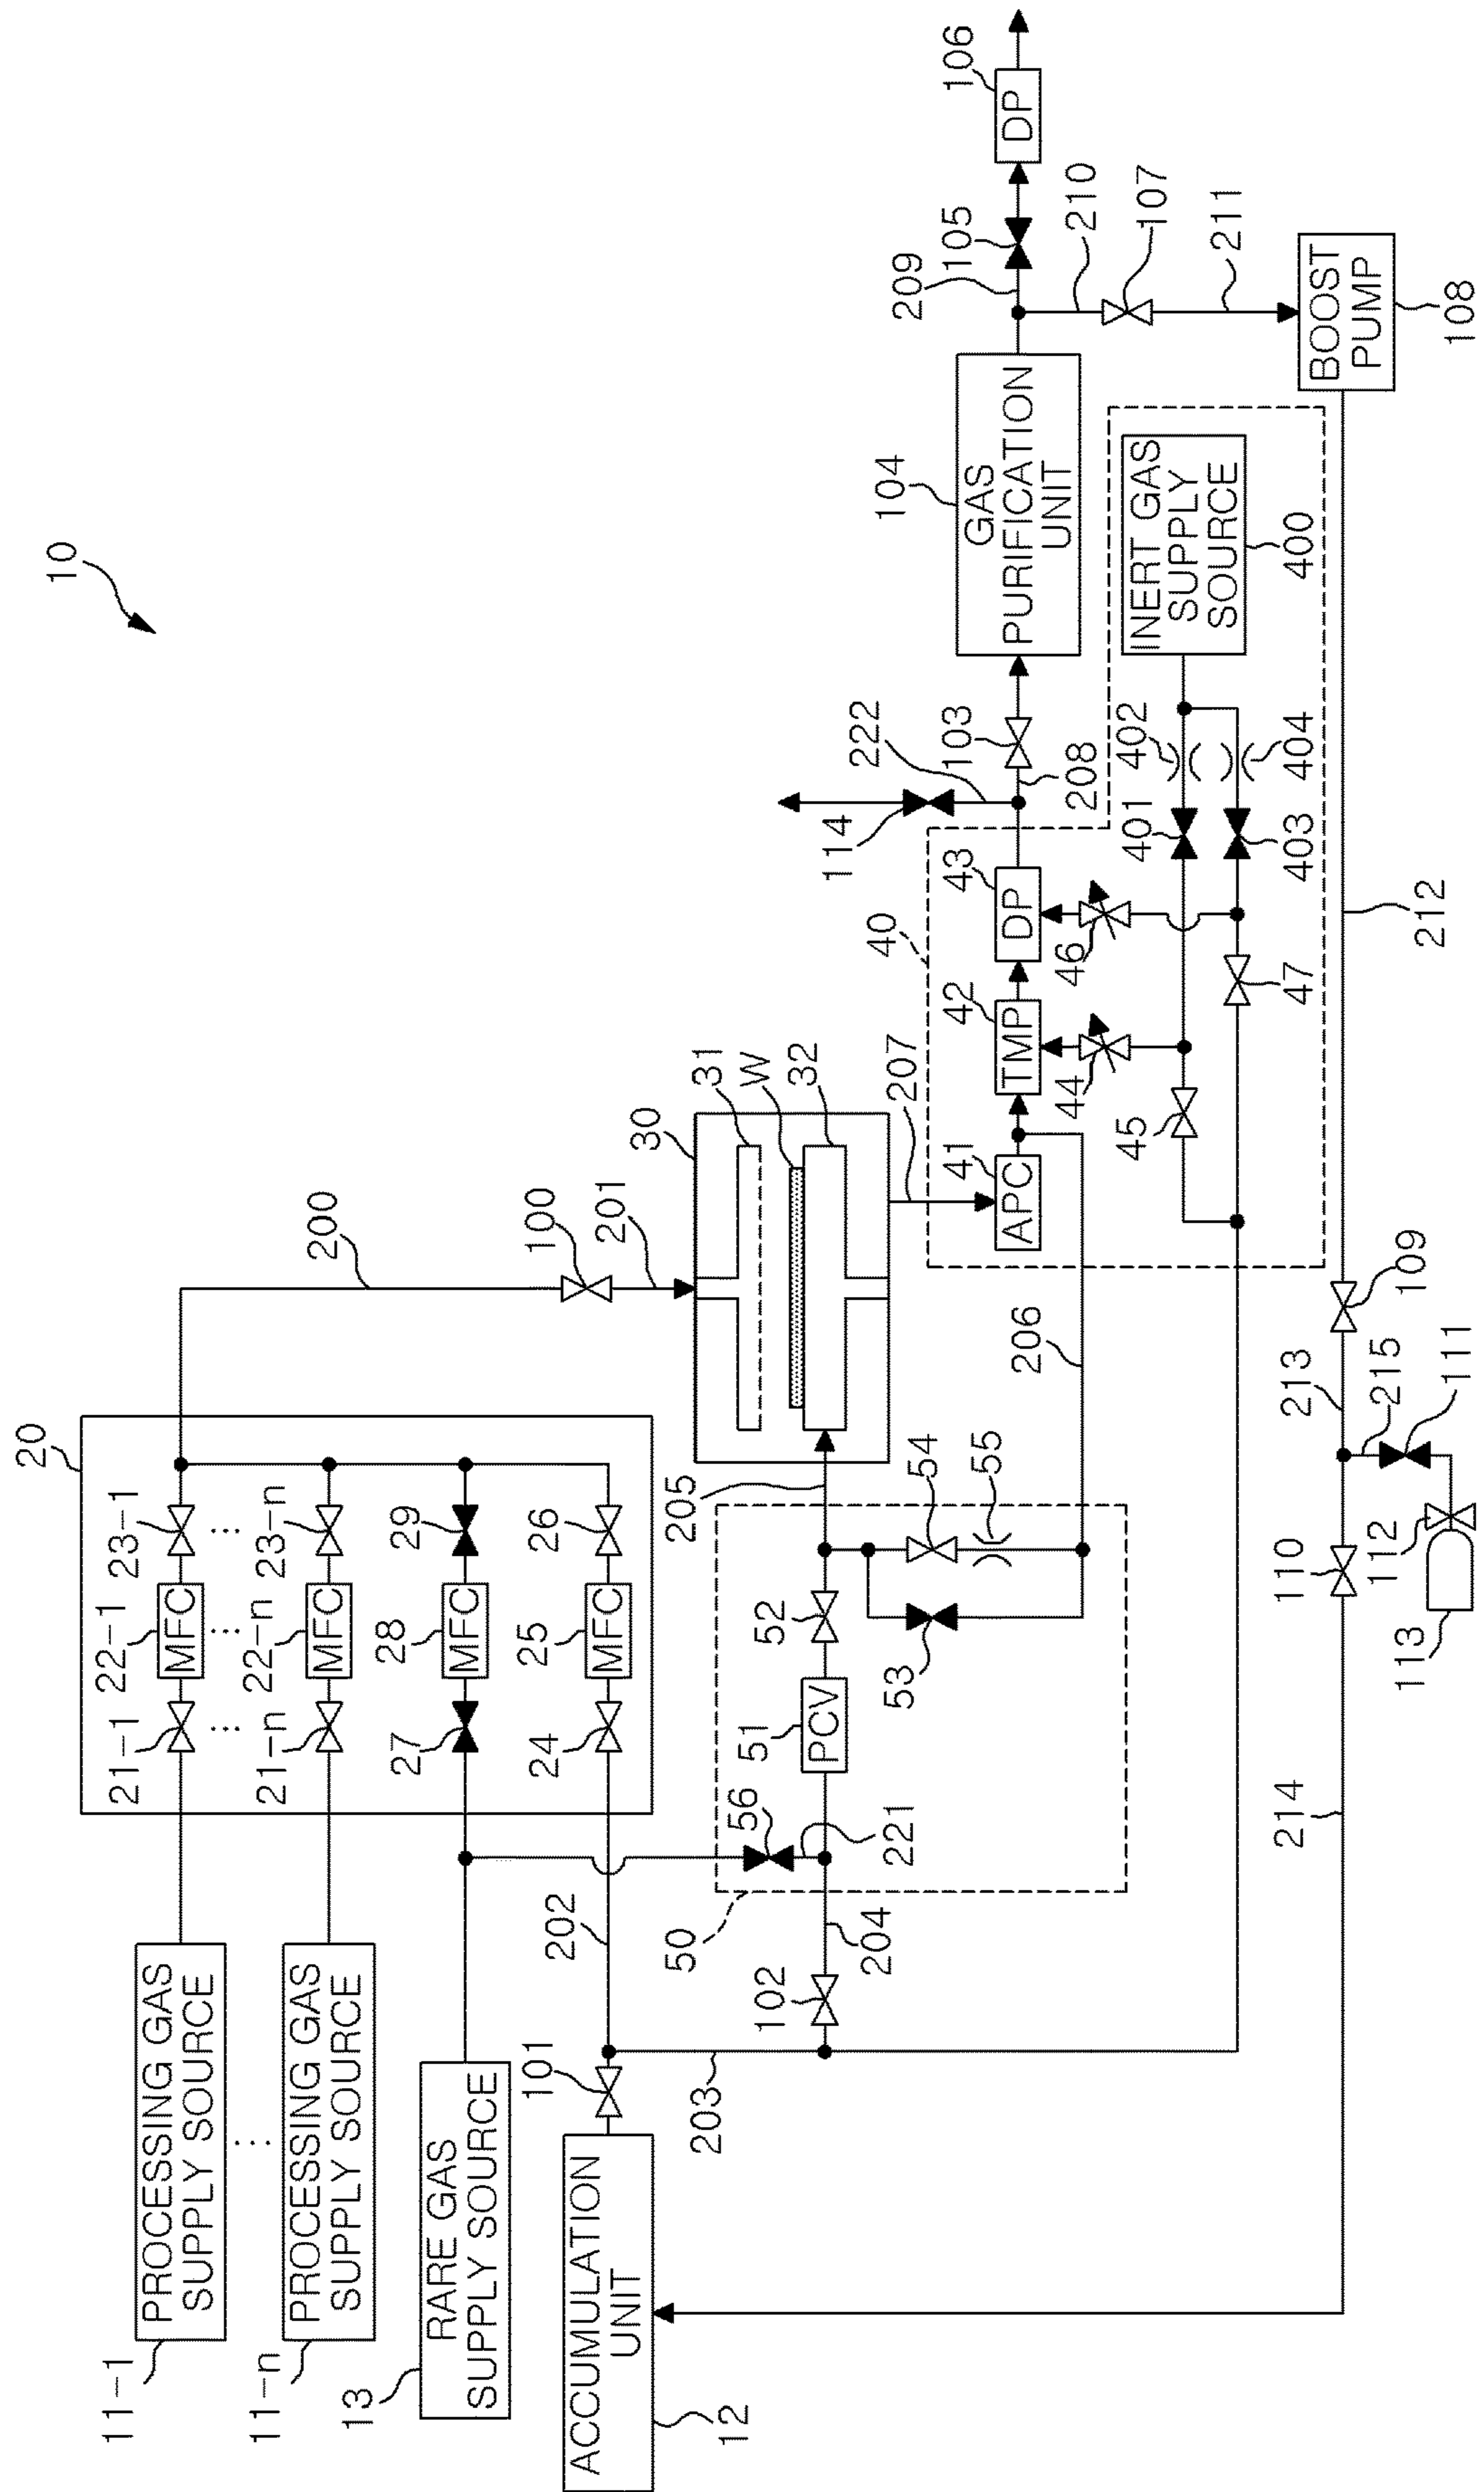 10
PROCESSING GAS
SUPPLY SOURCE
11-1
⋮
PROCESSING GAS
SUPPLY SOURCE
11-n
RARE GAS
SUPPLY SOURCE
13
ACCUMULATION
UNIT
12
20
21-1
22-1
MFC
23-1
⋮
⋮
⋮
21-n
22-n
MFC
23-n
27
28
MFC
29
24
25
MFC
26
200
100
201
101
202
203
102
204
50
56
221
51
PCV
52
53
54
55
205
206
30
31
W
32
207
40
41
APC
42
TMP
43
DP
44
45
46
47
401
402
403
404
INERT GAS
SUPPLY
SOURCE
400
114
222
208
103
104
GAS
PURIFICATION
UNIT
209
105
106
DP
210
107
211
BOOST
PUMP
108
212
109
213
215
111
110
112
113
214